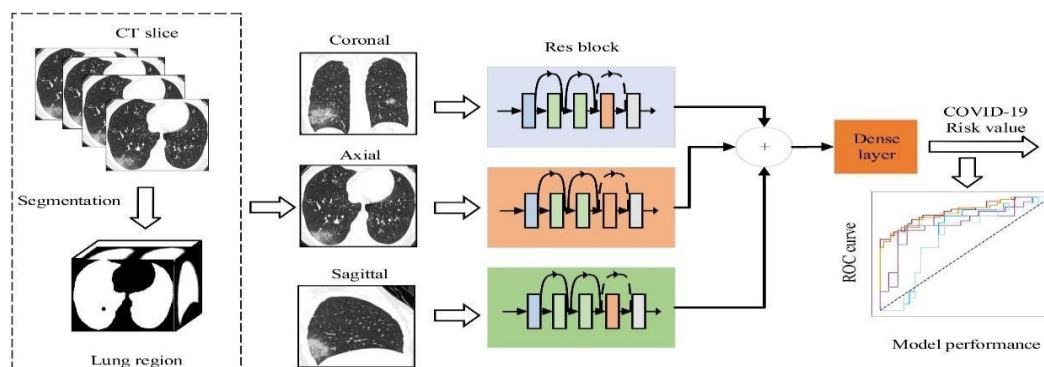 CT slice
Segmentation
Lung region
Coronal
Axial
Sagittal
Res block
+
Dense
layer
COVID-19
Risk value
ROC curve
Model performance